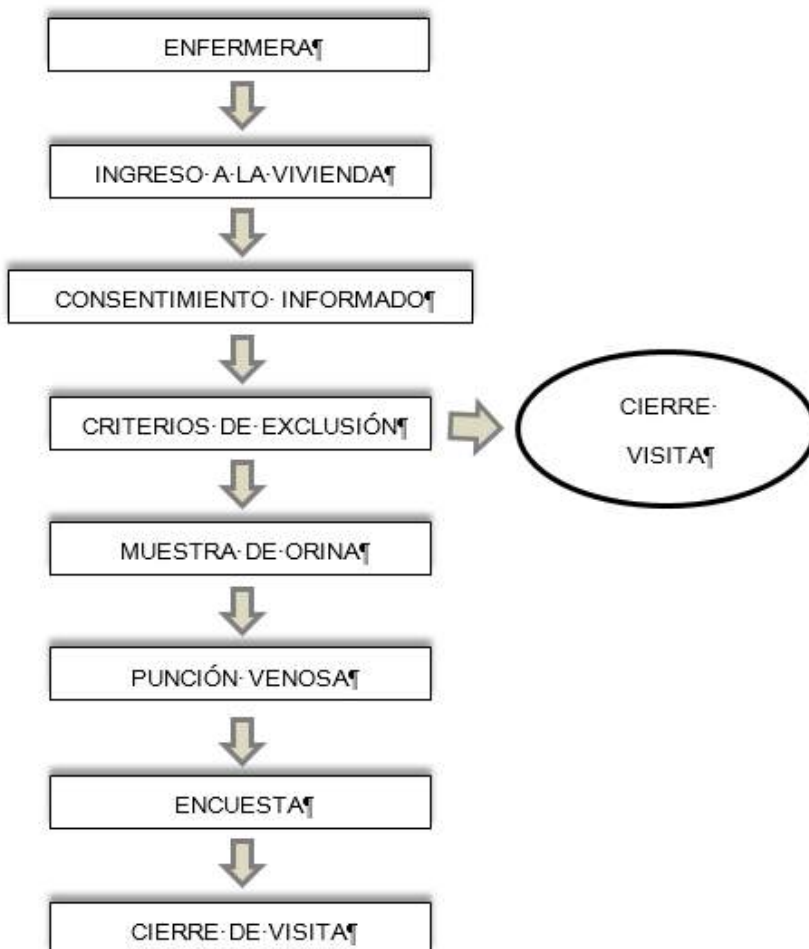 ENFERMERA¶
INGRESO·A·LA·VIVIENDA¶
CONSENTIMIENTO·INFORMADO¶
CRITERIOS·DE·EXCLUSIÓN¶
CIERRE·
VISITA¶
MUESTRA·DE·ORINA¶
PUNCIÓN·VENOSA¶
ENCUESTA¶
CIERRE·DE·VISITA¶